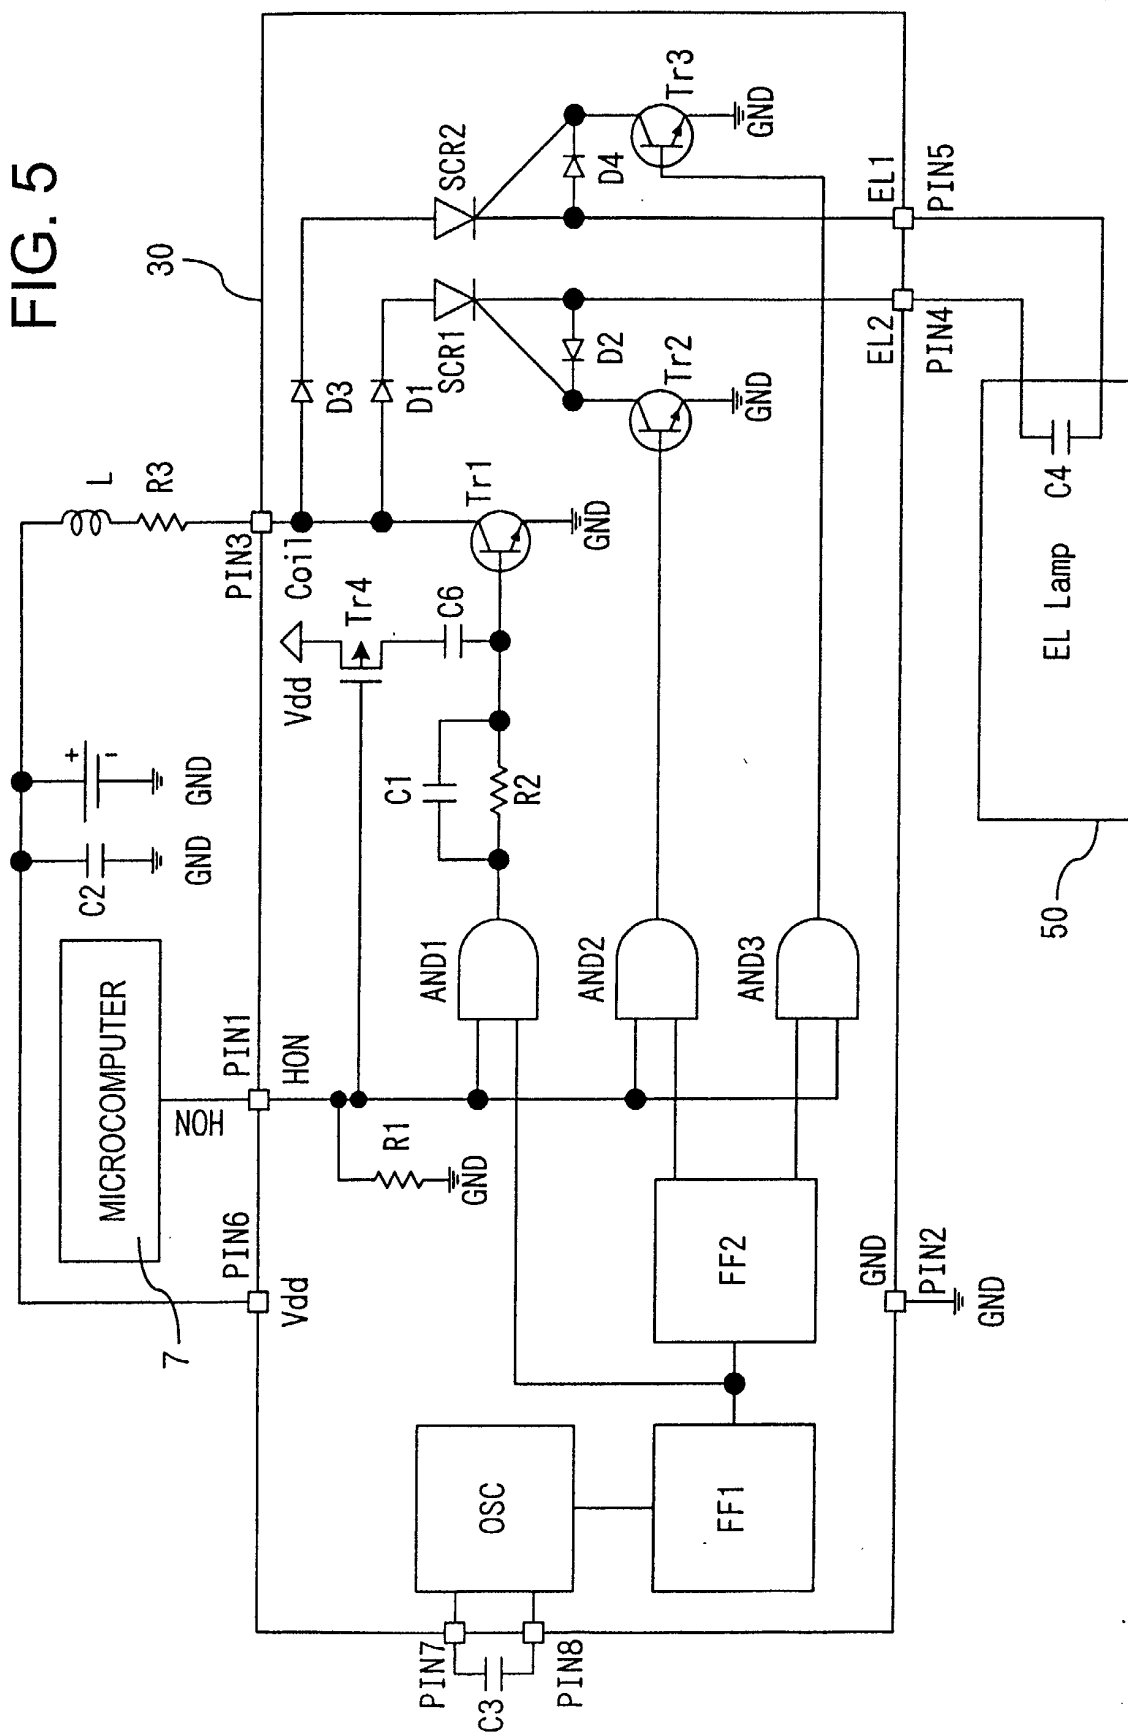 FIG. 5
MICROCOMPUTER
7
C2
GND
+
-
GND
L
R3
30
PIN6
Vdd
HON
PIN1
HON
PIN3
Coil
R1
GND
Vdd
Tr4
C6
C1
R2
Tr1
GND
D3
D1
SCR1
SCR2
D2
D4
Tr2
GND
Tr3
GND
AND1
AND2
AND3
OSC
FF1
FF2
PIN7
C3
PIN8
GND
PIN2
GND
EL2
PIN4
EL1
PIN5
EL Lamp
C4
50